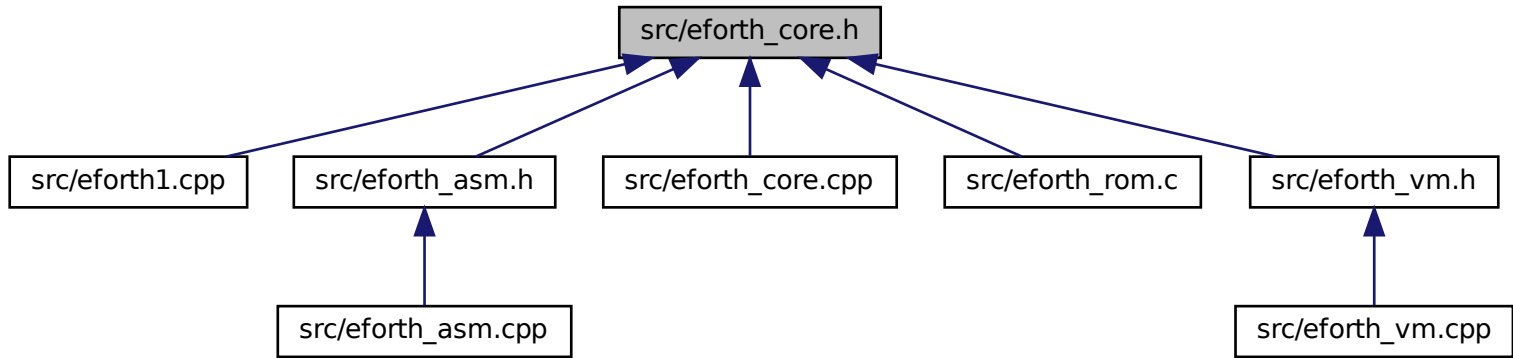 src/eforth_core.h
src/eforth1.cpp
src/eforth_asm.h
src/eforth_core.cpp
src/eforth_rom.c
src/eforth_vm.h
src/eforth_asm.cpp
src/eforth_vm.cpp